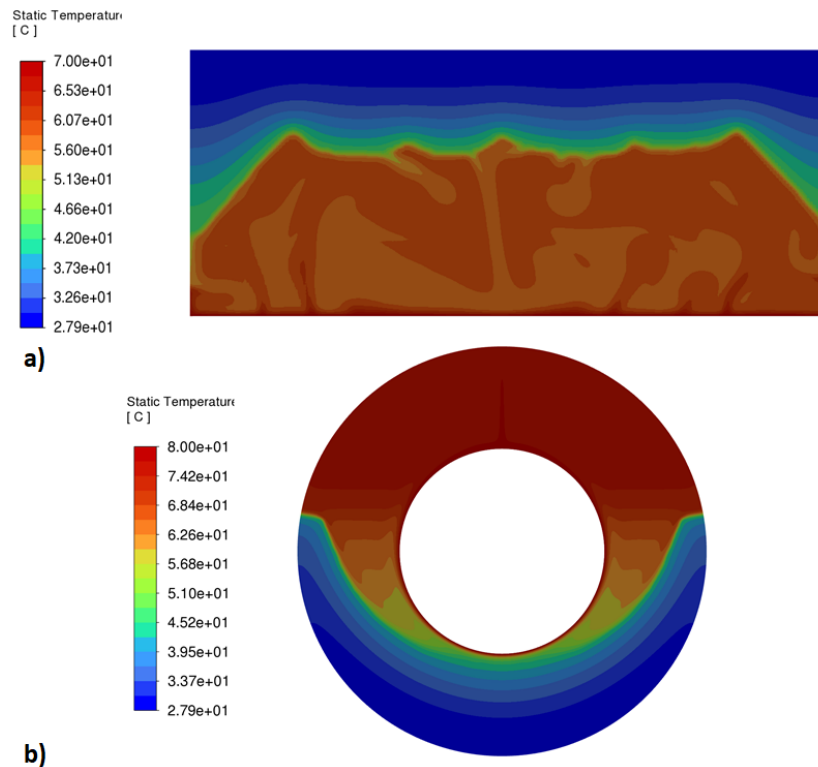 Static Temperature
[ C ]
7.00e+01
6.53e+01
6.07e+01
5.60e+01
5.13e+01
4.66e+01
4.20e+01
3.73e+01
3.26e+01
2.79e+01
a)
Static Temperature
[ C ]
8.00e+01
7.42e+01
6.84e+01
6.26e+01
5.68e+01
5.10e+01
4.52e+01
3.95e+01
3.37e+01
2.79e+01
b)